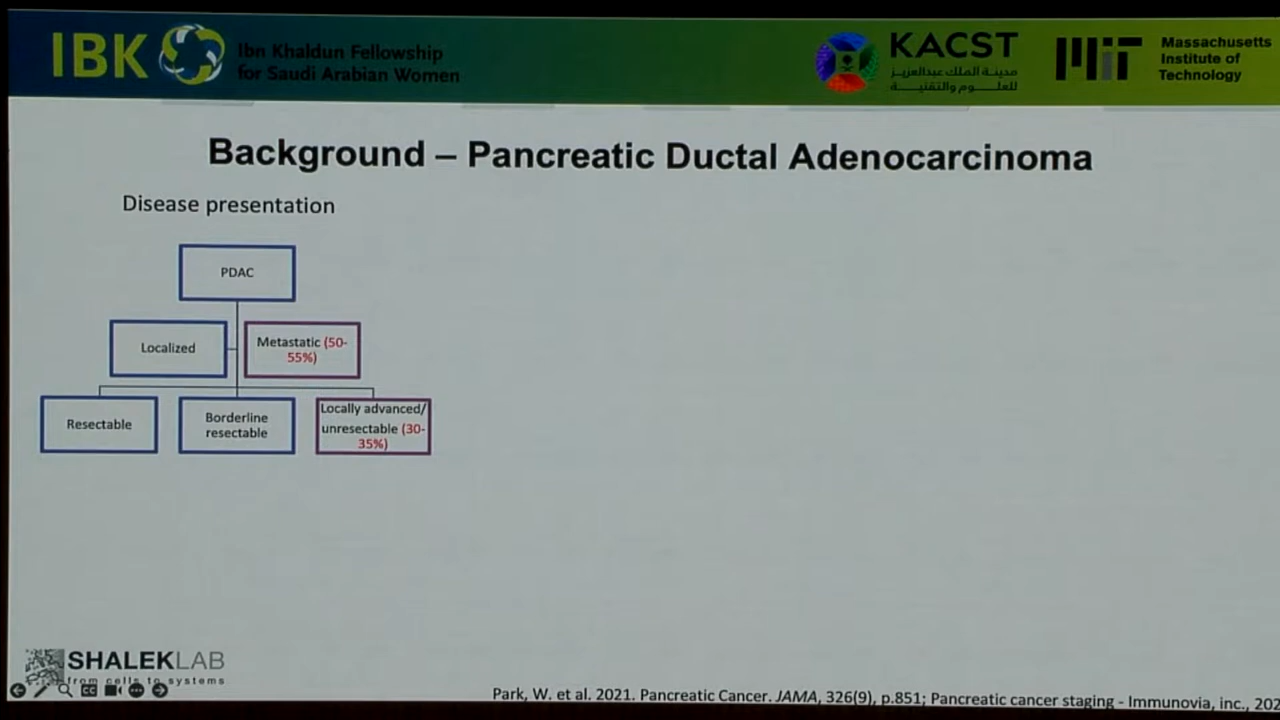 IBK
Ibn Khaldun Fellowship
for Saudi Arabian Women
KACST
مدينة الملك عبدالعزيز
للعلوم والتقنية
Massachusetts
Institute of
Technology
Background – Pancreatic Ductal Adenocarcinoma
Disease presentation
PDAC
Localized
Metastatic (50-
55%)
Resectable
Borderline
resectable
Locally advanced/
unresectable (30-
35%)
SHALEKLAB
from cells to systems
Park, W. et al. 2021. Pancreatic Cancer. JAMA, 326(9), p.851; Pancreatic cancer staging - Immunovia, inc., 202